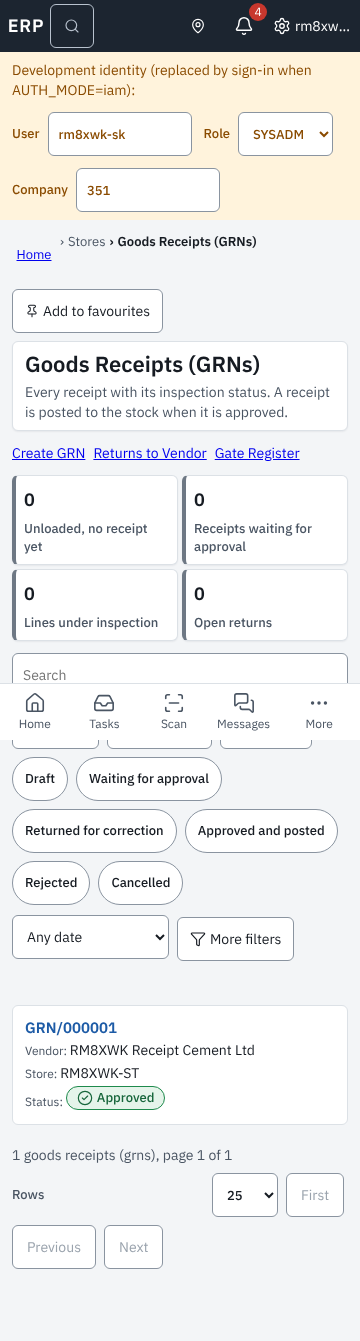 ERP
4
rm8xw...
Development identity (replaced by sign-in when
AUTH_MODE=iam):
User rm8xwk-sk Role SYSADM
Company 351
Home › Stores › Goods Receipts (GRNs)
Add to favourites
Goods Receipts (GRNs)
Every receipt with its inspection status. A receipt
is posted to the stock when it is approved.
Create GRN Returns to Vendor Gate Register
0
Unloaded, no receipt
yet
0
Receipts waiting for
approval
0
Lines under inspection
0
Open returns
Search
Home Tasks Scan Messages More
Draft Waiting for approval
Returned for correction Approved and posted
Rejected Cancelled
Any date More filters
GRN/000001
Vendor: RM8XWK Receipt Cement Ltd
Store: RM8XWK-ST
Status: Approved
1 goods receipts (grns), page 1 of 1
Rows 25 First
Previous Next